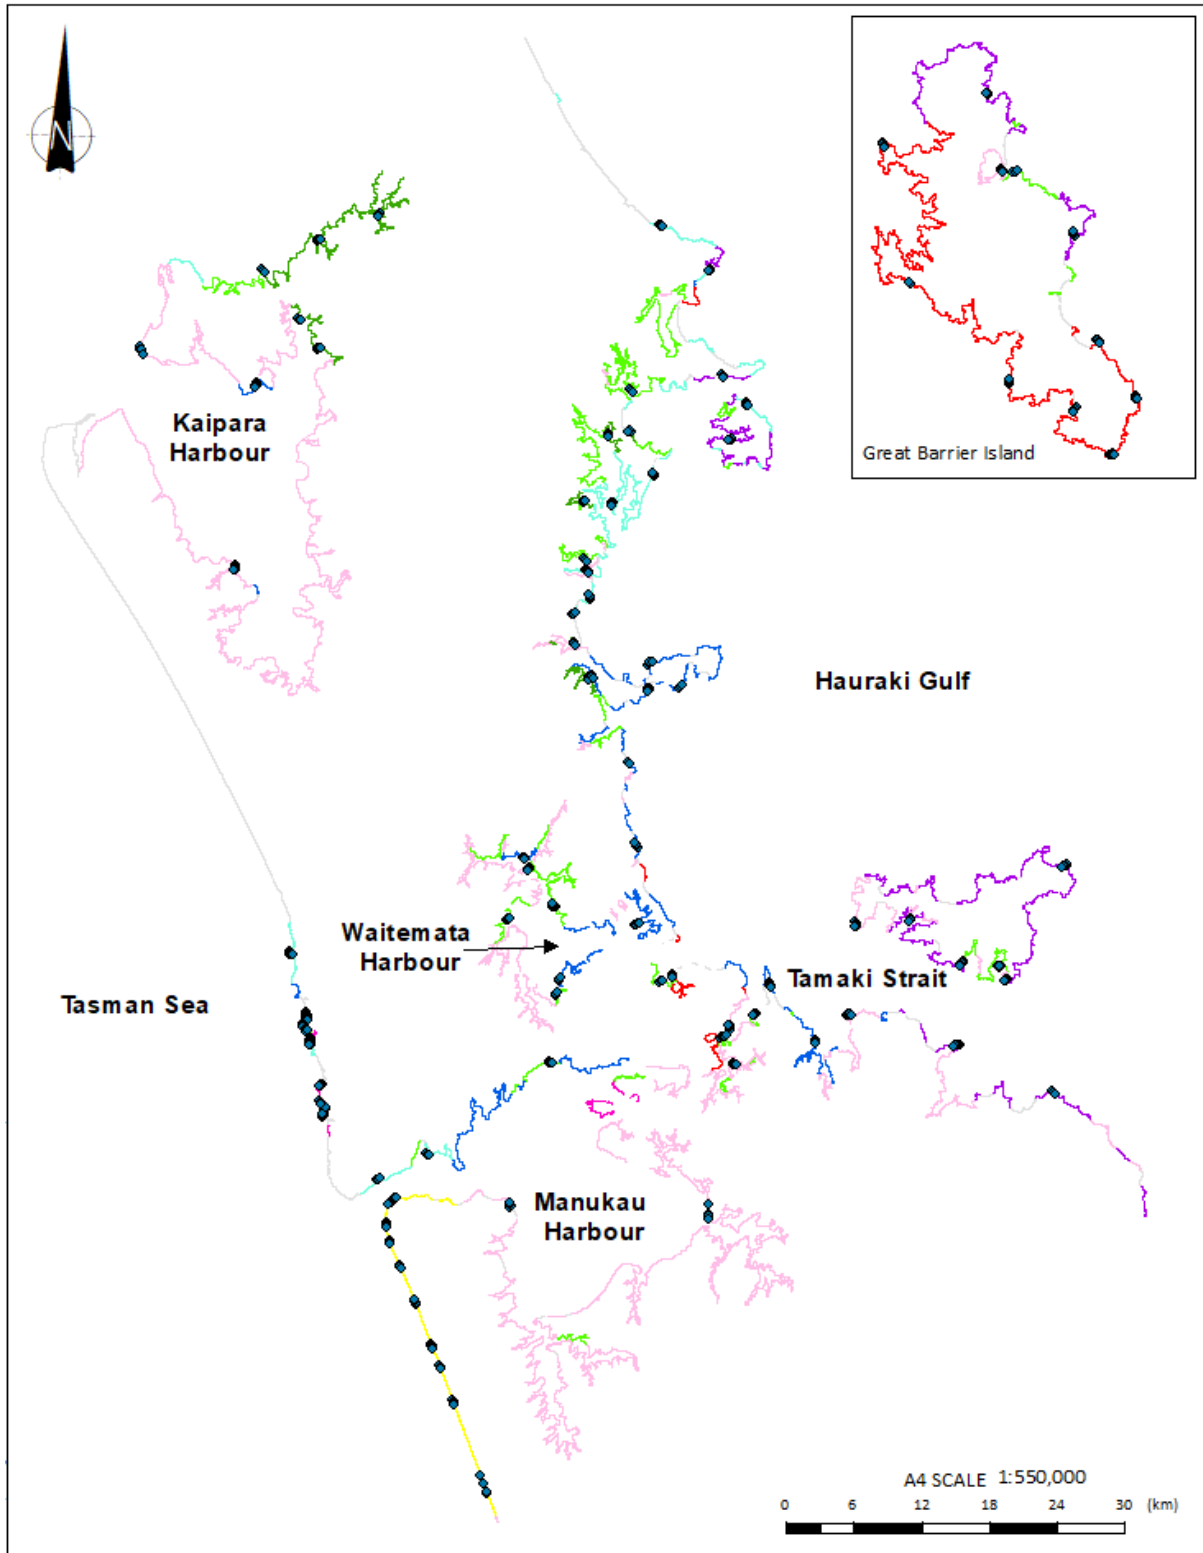 N
Great Barrier Island
Kaipara
Harbour
Hauraki Gulf
Waitemata
Harbour
Tamaki Strait
Tasman Sea
Manukau
Harbour
A4 SCALE 1:550,000
0 6 12 18 24 30 (km)